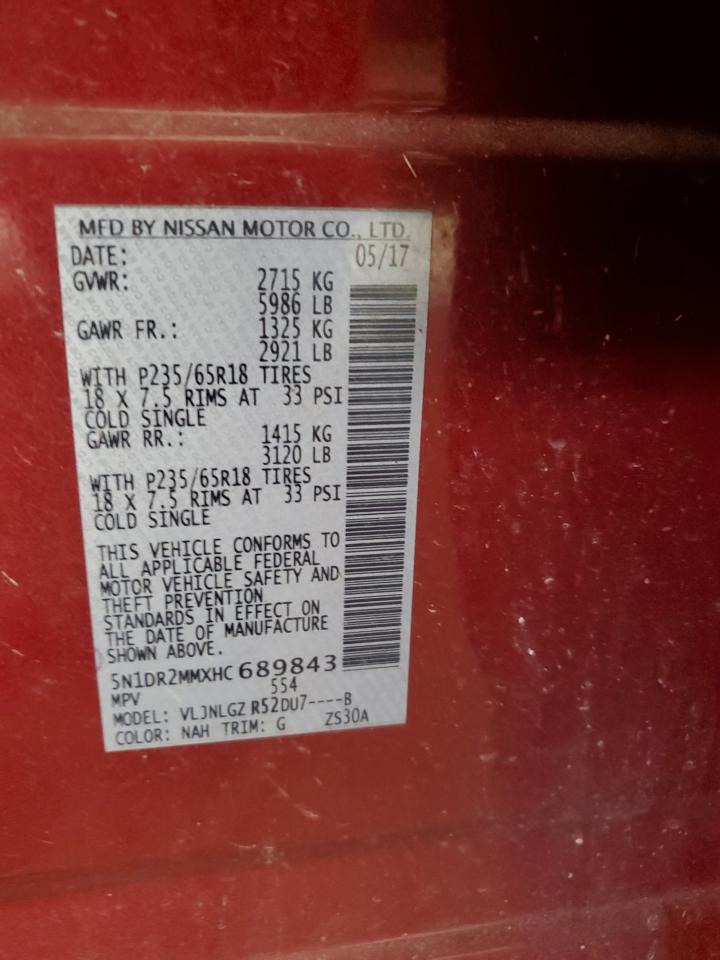 MFD BY NISSAN MOTOR CO., LTD.
DATE: 05/17
GVWR: 2715 KG
5986 LB
GAWR FR.: 1325 KG
2921 LB
WITH P235/65R18 TIRES
18 X 7.5 RIMS AT 33 PSI
COLD SINGLE
GAWR RR.: 1415 KG
3120 LB
WITH P235/65R18 TIRES
18 X 7.5 RIMS AT 33 PSI
COLD SINGLE
THIS VEHICLE CONFORMS TO
ALL APPLICABLE FEDERAL
MOTOR VEHICLE SAFETY AND
THEFT PREVENTION
STANDARDS IN EFFECT ON
THE DATE OF MANUFACTURE
SHOWN ABOVE.
5N1DR2MMXHC689843
MPV 554
MODEL: VLJNLGZ R52DU7----B
COLOR: NAH TRIM: G ZS30A